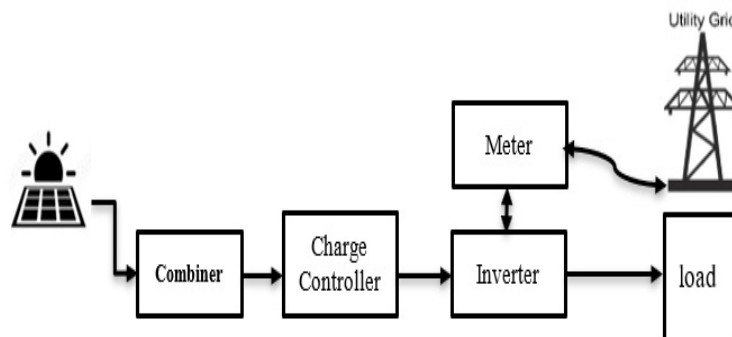 Utility Grid
Meter
Combiner
Charge
Controller
Inverter
load